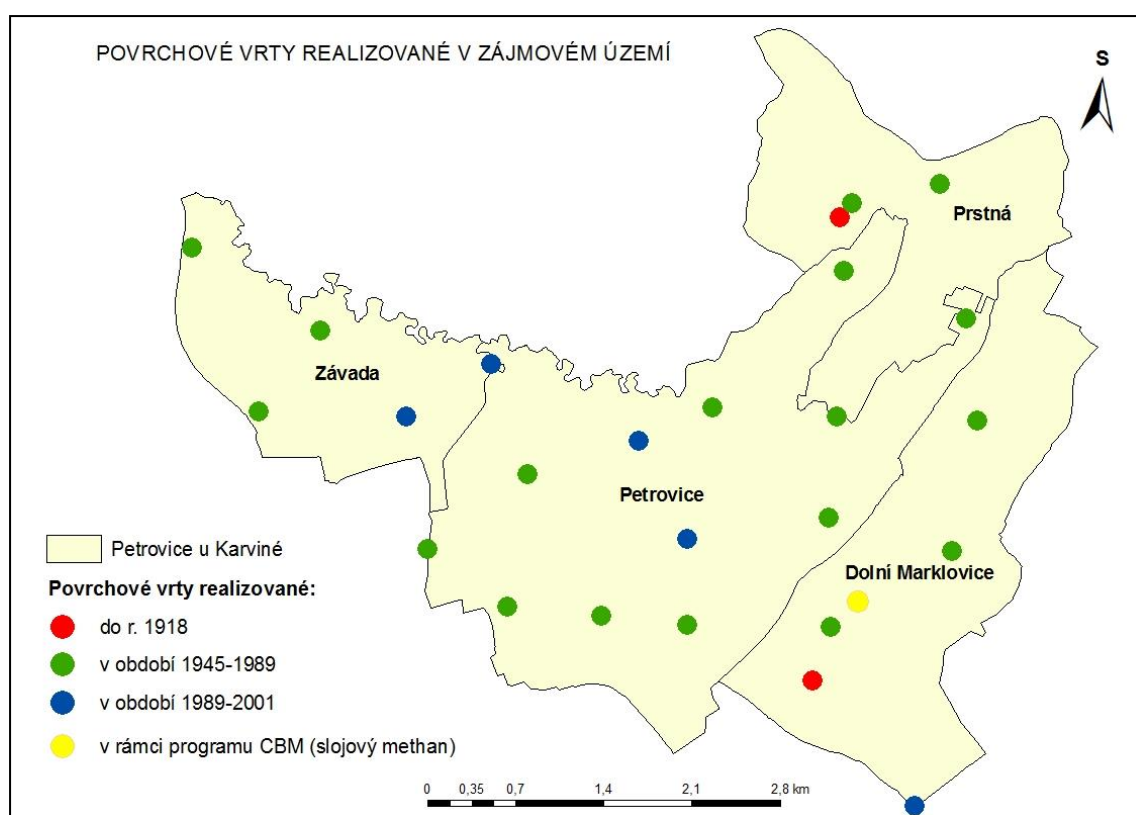 POVRCHOVÉ VRTY REALIZOVANÉ V ZÁJMOVÉM ÚZEMÍ
S
Prstná
Závada
Petrovice
Dolní Marklovice
Petrovice u Karviné
Povrchové vrty realizované:
do r. 1918
v období 1945-1989
v období 1989-2001
v rámci programu CBM (slojový methan)
0 0,35 0,7 1,4 2,1 2,8 km